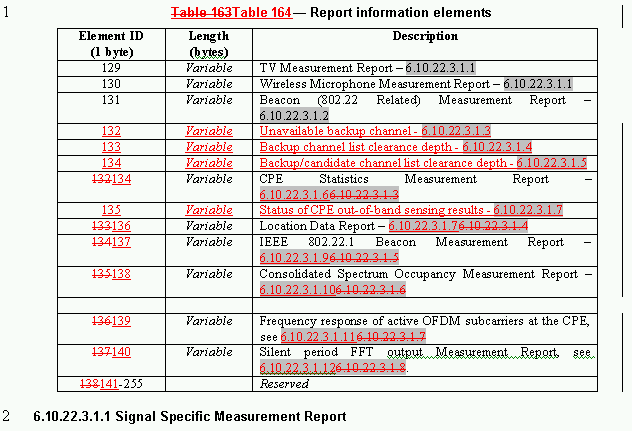 1 Table 163Table 164— Report information elements
Element ID Length Description
(1 byte) (bytes)
129 Variable TV Measurement Report – 6.10.22.3.1.1
130 Variable Wireless Microphone Measurement Report – 6.10.22.3.1.1
131 Variable Beacon (802.22 Related) Measurement Report –
6.10.22.3.1.2
132 Variable Unavailable backup channel - 6.10.22.3.1.3
133 Variable Backup channel list clearance depth - 6.10.22.3.1.4
134 Variable Backup/candidate channel list clearance depth - 6.10.22.3.1.5
132134 Variable CPE Statistics Measurement Report –
6.10.22.3.1.66.10.22.3.1.3
135 Variable Status of CPE out-of-band sensing results - 6.10.22.3.1.7
133136 Variable Location Data Report – 6.10.22.3.1.76.10.22.3.1.4
134137 Variable IEEE 802.22.1 Beacon Measurement Report –
6.10.22.3.1.96.10.22.3.1.5
135138 Variable Consolidated Spectrum Occupancy Measurement Report –
6.10.22.3.1.106.10.22.3.1.6
136139 Variable Frequency response of active OFDM subcarriers at the CPE,
see 6.10.22.3.1.116.10.22.3.1.7
137140 Variable Silent period FFT output Measurement Report, see
6.10.22.3.1.126.10.22.3.1.8.
138141-255 Reserved
2 6.10.22.3.1.1 Signal Specific Measurement Report